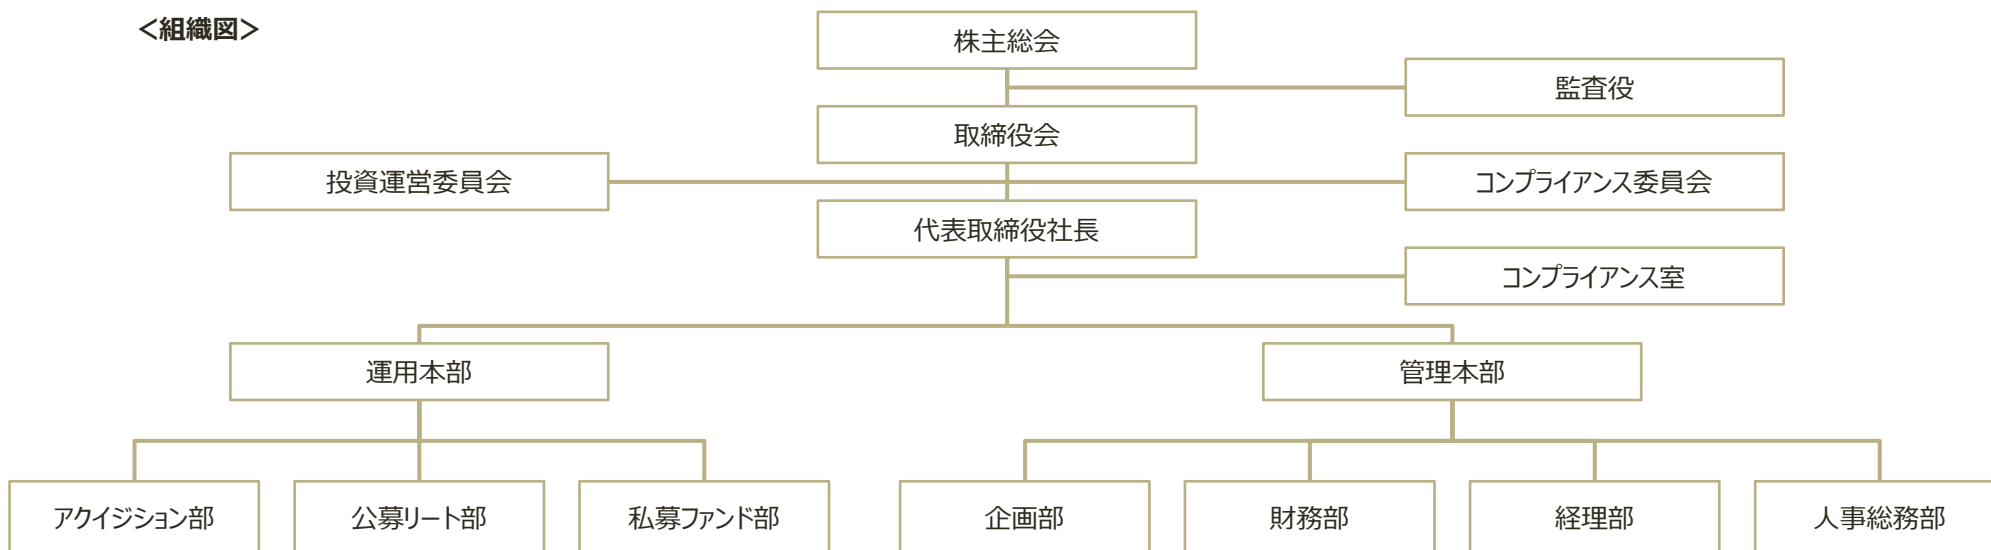 <組織図>
株主総会
監査役
取締役会
投資運営委員会
コンプライアンス委員会
代表取締役社長
コンプライアンス室
運用本部
管理本部
アクイジション部
公募リート部
私募ファンド部
企画部
財務部
経理部
人事総務部